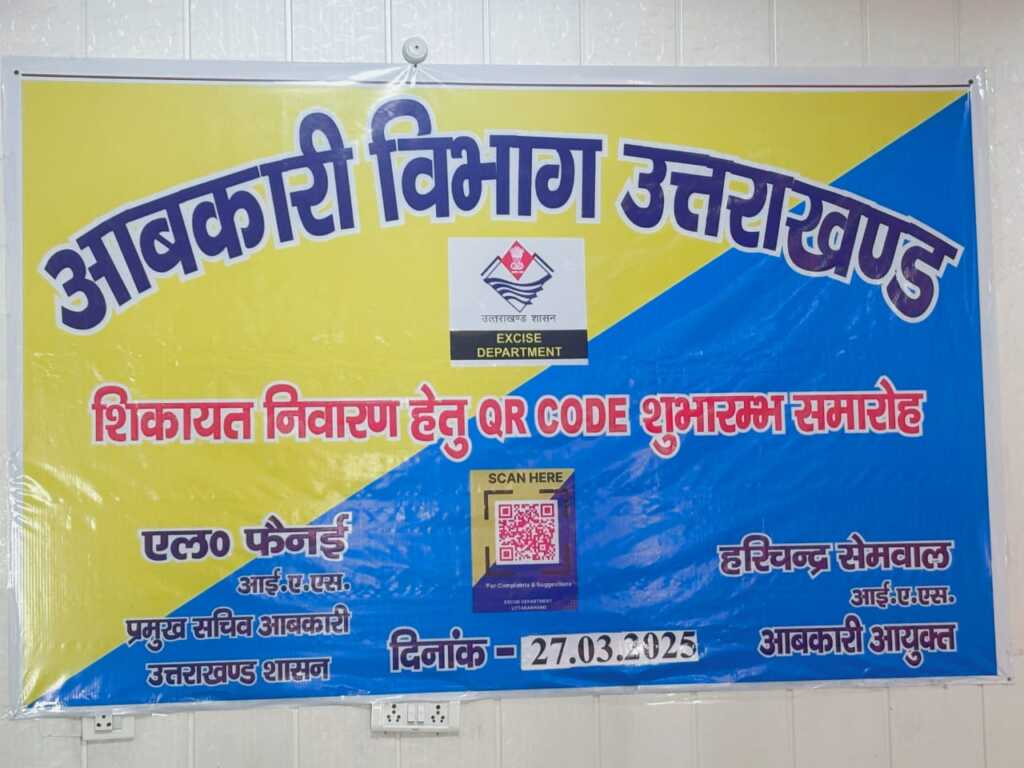 आबकारी विभाग उत्तराखण्ड
उत्तराखण्ड शासन
EXCISE
DEPARTMENT
शिकायत निवारण हेतु QR CODE शुभारम्भ समारोह
SCAN HERE
For Complaints & Suggestions
EXCISE DEPARTMENT
UTTARAKHAND
एल० फैनई
आई.ए.एस.
प्रमुख सचिव आबकारी
उत्तराखण्ड शासन
दिनांक - 27.03.2025
हरिचन्द्र सेमवाल
आई.ए.एस.
आबकारी आयुक्त